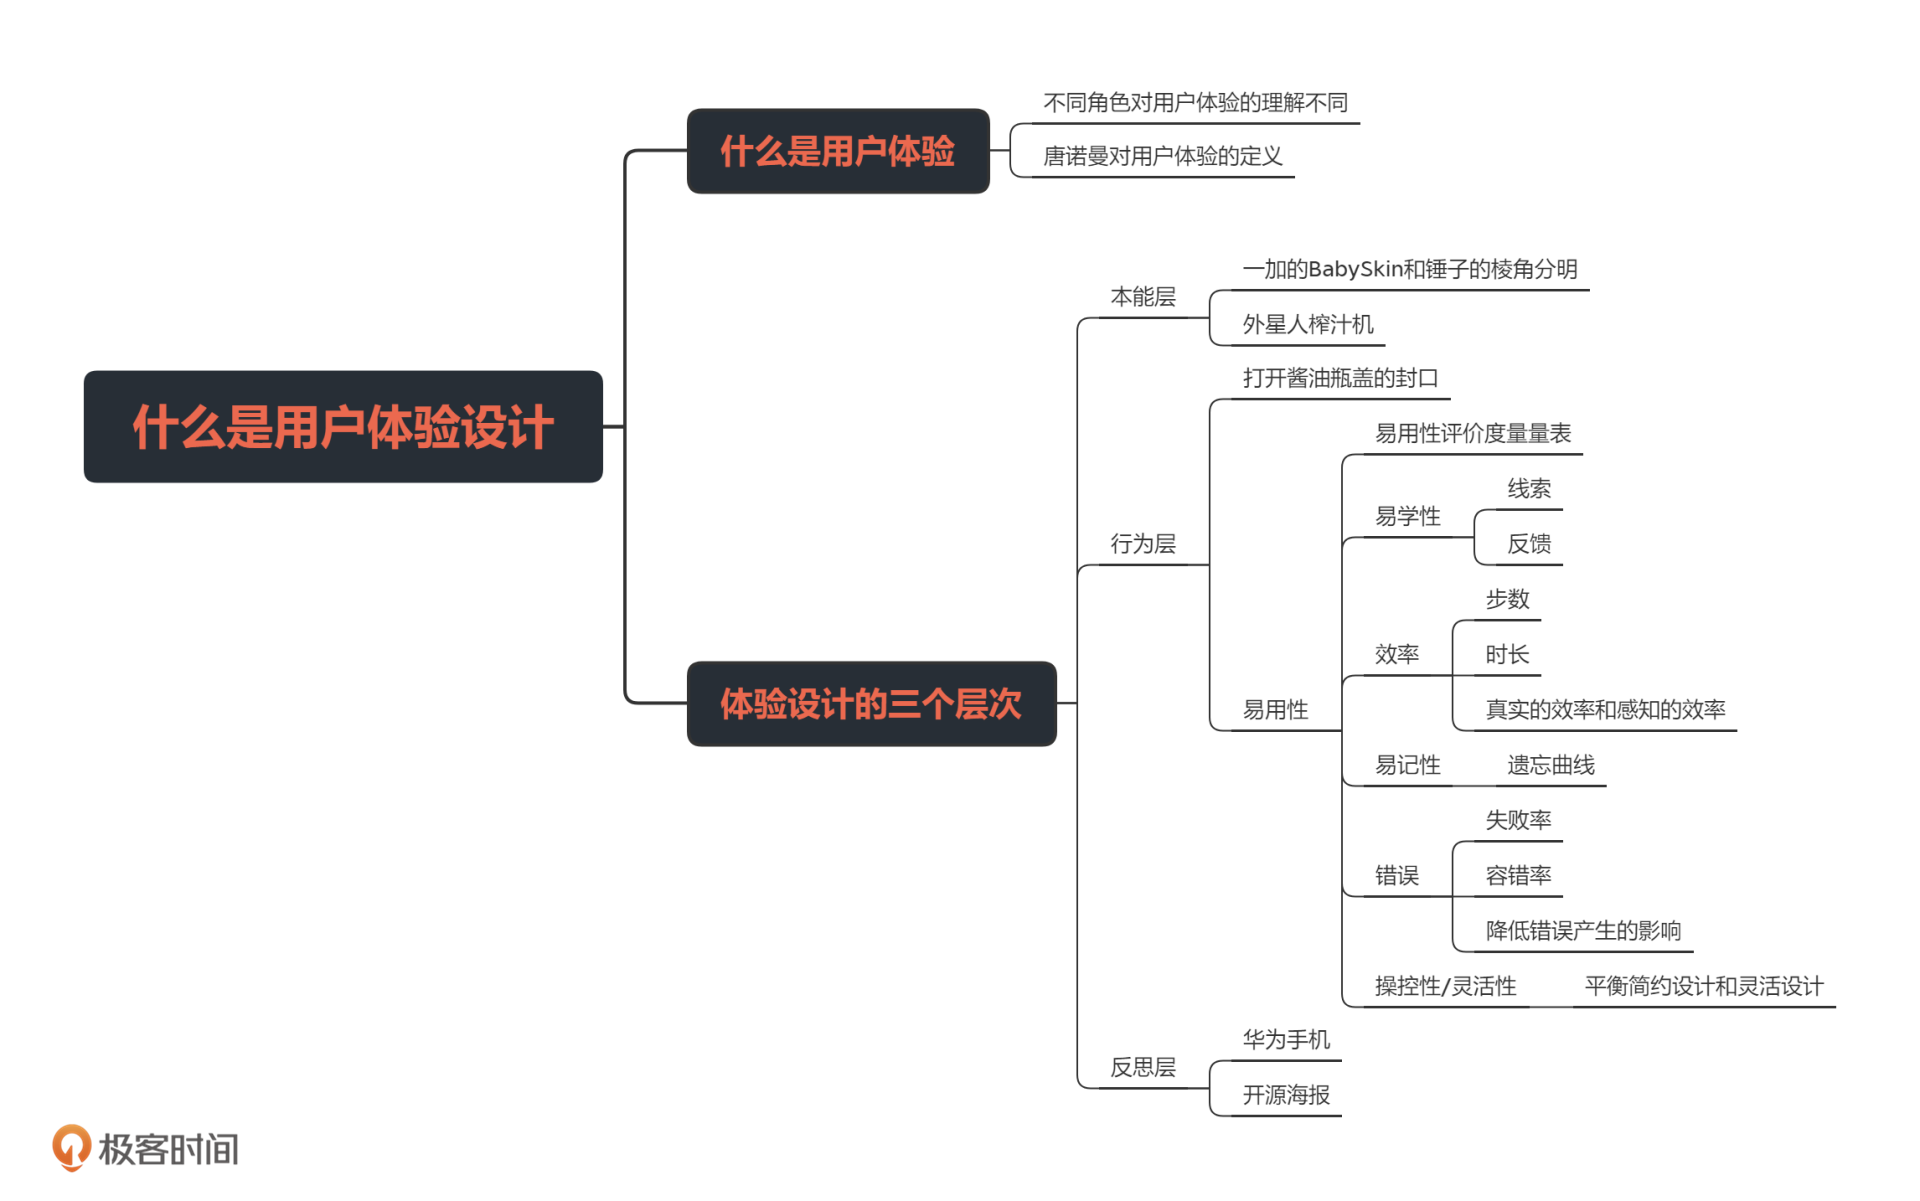 什么是用户体验设计
什么是用户体验
不同角色对用户体验的理解不同
唐诺曼对用户体验的定义
体验设计的三个层次
本能层
一加的BabySkin和锤子的棱角分明
外星人榨汁机
行为层
打开酱油瓶盖的封口
易用性
易用性评价度量量表
易学性
线索
反馈
效率
步数
时长
真实的效率和感知的效率
易记性
遗忘曲线
错误
失败率
容错率
降低错误产生的影响
操控性/灵活性
平衡简约设计和灵活设计
反思层
华为手机
开源海报
极客时间